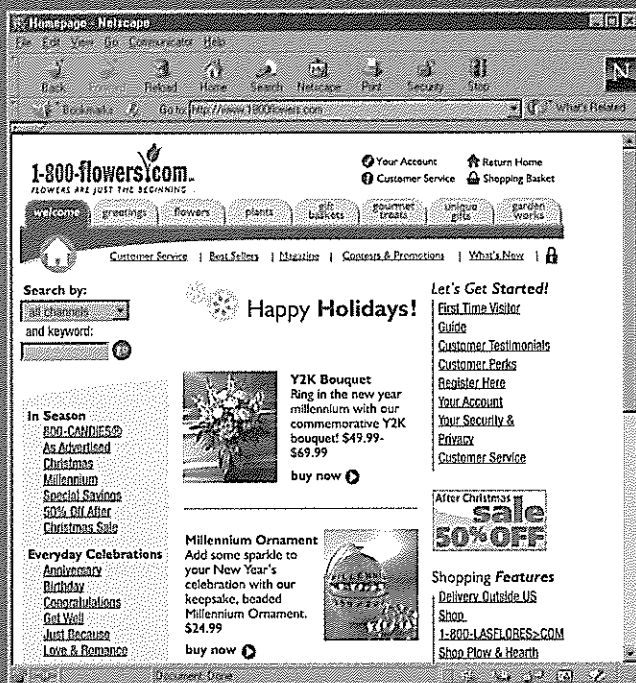 Homepage - Netscape
File Edit View Go Communicator Help
Back Forward Reload Home Search Netscape Print Security Stop
N
Bookmarks Go to: http://www.1800flowers.com What's Related
1-800-flowers.com
FLOWERS ARE JUST THE BEGINNING
Your Account Return Home
Customer Service Shopping Basket
welcome greetings flowers plants gift baskets gourmet treats unique gifts garden works
Customer Service | Best Sellers | Magazine | Contests & Promotions | What's New |
Search by:
all channels
and keyword:
In Season
800-CANDIES®
As Advertised
Christmas
Millennium
Special Savings
50% Off After
Christmas Sale
Everyday Celebrations
Anniversary
Birthday
Congratulations
Get Well
Just Because
Love & Romance
Happy Holidays!
Y2K Bouquet
Ring in the new year
millennium with our
commemorative Y2K
bouquet! $49.99-
$69.99
buy now
Millennium Ornament
Add some sparkle to
your New Year's
celebration with our
keepsake, beaded
Millennium Ornament.
$24.99
buy now
Let's Get Started!
First Time Visitor
Guide
Customer Testimonials
Customer Perks
Register Here
Your Account
Your Security &
Privacy
Customer Service
After Christmas
sale
50% OFF
Shopping Features
Delivery Outside US
Shop
1-800-LASFLORES>COM
Shop Plow & Hearth
Document: Done